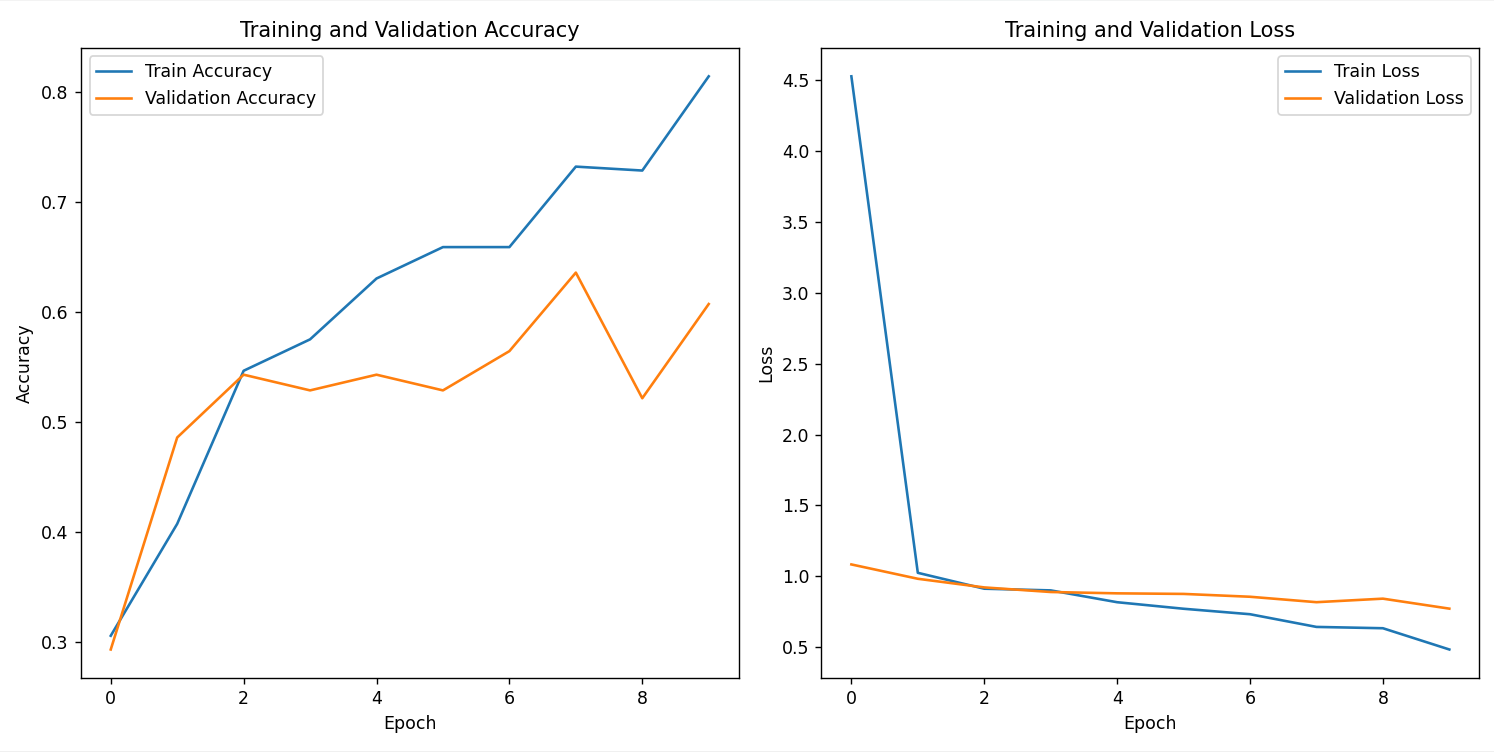 Training and Validation Accuracy
Train Accuracy
Validation Accuracy
0.8
0.7
0.6
0.5
0.4
0.3
Accuracy
0
2
4
6
8
Epoch
Training and Validation Loss
Train Loss
Validation Loss
4.5
4.0
3.5
3.0
2.5
2.0
1.5
1.0
0.5
Loss
0
2
4
6
8
Epoch